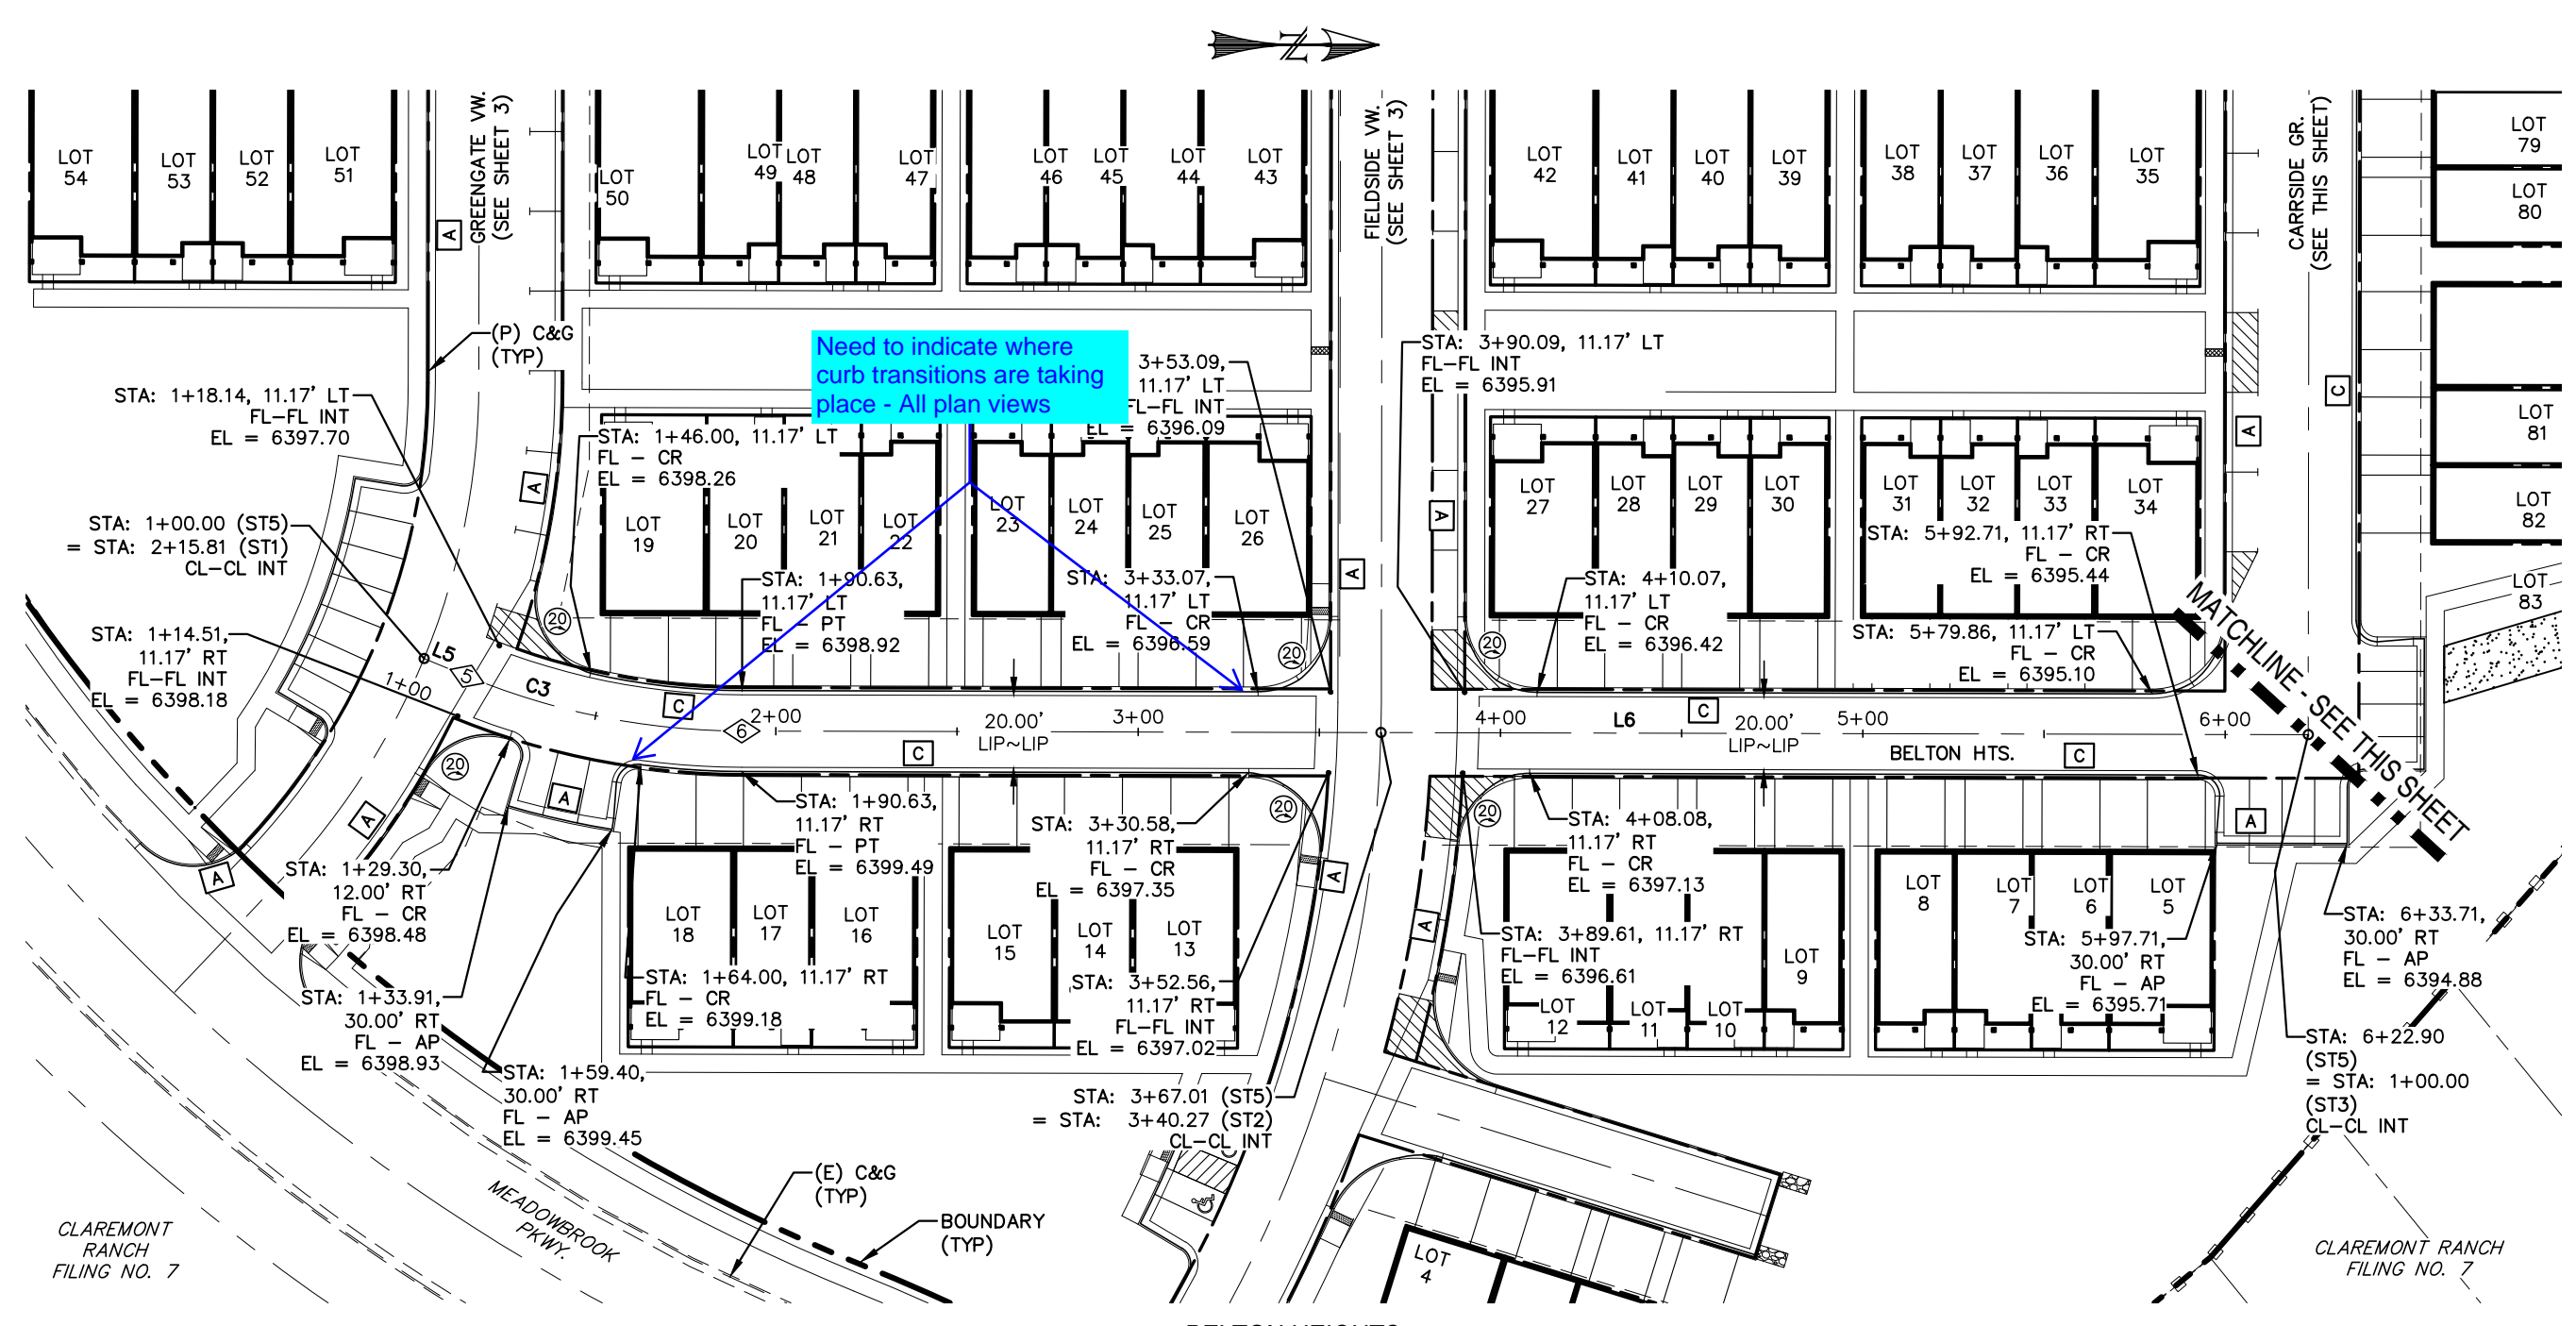 N
LOT
54
LOT
53
LOT
52
LOT
51
A
GREENGATE VW.
(SEE SHEET 3)
LOT
50
LOT
49
LOT
48
LOT
47
LOT
46
LOT
45
LOT
44
LOT
43
FIELDSIDE VW.
(SEE SHEET 3)
LOT
42
LOT
41
LOT
40
LOT
39
LOT
38
LOT
37
LOT
36
LOT
35
CARRSIDE GR.
(SEE THIS SHEET)
LOT
79
LOT
80
LOT
81
LOT
82
LOT
83
C
A
(P) C&G
(TYP)
Need to indicate where
curb transitions are taking
place - All plan views
3+53.09,
11.17' LT
FL-FL INT
EL = 6396.09
STA: 3+90.09, 11.17' LT
FL-FL INT
EL = 6395.91
STA: 1+18.14, 11.17' LT
FL-FL INT
EL = 6397.70
STA: 1+46.00, 11.17' LT
FL - CR
EL = 6398.26
A
STA: 1+00.00 (ST5)
= STA: 2+15.81 (ST1)
CL-CL INT
LOT
19
LOT
20
LOT
21
LOT
22
LOT
23
LOT
24
LOT
25
LOT
26
A
A
LOT
27
LOT
28
LOT
29
LOT
30
LOT
31
LOT
32
LOT
33
LOT
34
STA: 5+92.71, 11.17' RT
FL - CR
EL = 6395.44
STA: 1+90.63,
11.17' LT
FL - PT
EL = 6398.92
STA: 3+33.07,
11.17' LT
FL - CR
EL = 6396.59
STA: 4+10.07,
11.17' LT
FL - CR
EL = 6396.42
STA: 5+79.86, 11.17' LT
FL - CR
EL = 6395.10
MATCHLINE - SEE THIS SHEET
STA: 1+14.51,
11.17' RT
FL-FL INT
EL = 6398.18
20
20
20
L5
5
1+00
C3
C
6
2+00
C
20.00'
LIP~LIP
3+00
4+00
L6
C
20.00'
LIP~LIP
5+00
BELTON HTS.
C
6+00
20
A
A
A
20
20
A
A
A
STA: 1+90.63,
11.17' RT
FL - PT
EL = 6399.49
STA: 3+30.58,
11.17' RT
FL - CR
EL = 6397.35
STA: 4+08.08,
11.17' RT
FL - CR
EL = 6397.13
STA: 1+29.30,
12.00' RT
FL - CR
EL = 6398.48
LOT
18
LOT
17
LOT
16
LOT
15
LOT
14
LOT
13
STA: 3+89.61, 11.17' RT
FL-FL INT
EL = 6396.61
LOT
12
LOT
11
LOT
10
LOT
9
LOT
8
LOT
7
LOT
6
LOT
5
STA: 5+97.71,
30.00' RT
FL - AP
EL = 6395.71
STA: 6+33.71,
30.00' RT
FL - AP
EL = 6394.88
STA: 1+64.00, 11.17' RT
FL - CR
EL = 6399.18
STA: 3+52.56,
11.17' RT
FL-FL INT
EL = 6397.02
STA: 1+33.91,
30.00' RT
FL - AP
EL = 6398.93
STA: 1+59.40,
30.00' RT
FL - AP
EL = 6399.45
STA: 3+67.01 (ST5)
= STA: 3+40.27 (ST2)
CL-CL INT
STA: 6+22.90
(ST5)
= STA: 1+00.00
(ST3)
CL-CL INT
(E) C&G
(TYP)
BOUNDARY
(TYP)
MEADOWBROOK
PKWY.
CLAREMONT
RANCH
FILING NO. 7
LOT
4
CLAREMONT RANCH
FILING NO. 7
BELTON HEIGHTS